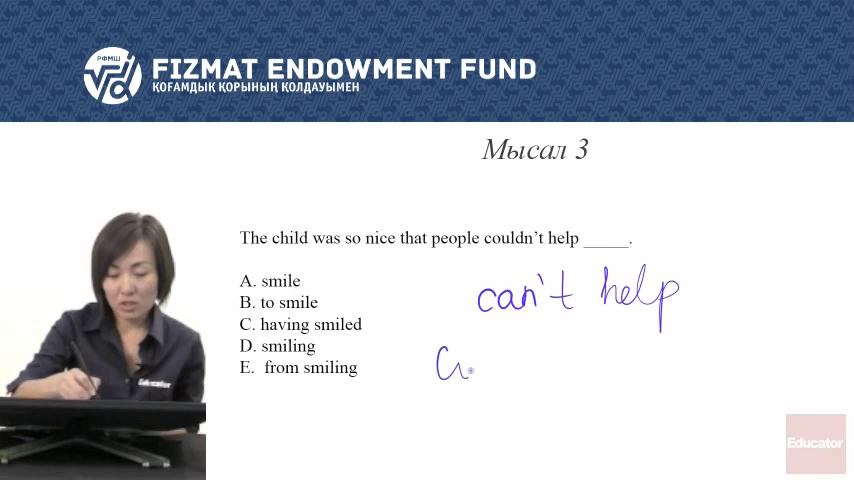 РФМШ
FIZMAT ENDOWMENT FUND
ҚОҒАМДЫҚ ҚОРЫНЫҢ ҚОЛДАУЫМЕН
Мысал 3
The child was so nice that people couldn't help _____.
A. smile
B. to smile
C. having smiled
D. smiling
E. from smiling
can't help
Educator
Educator